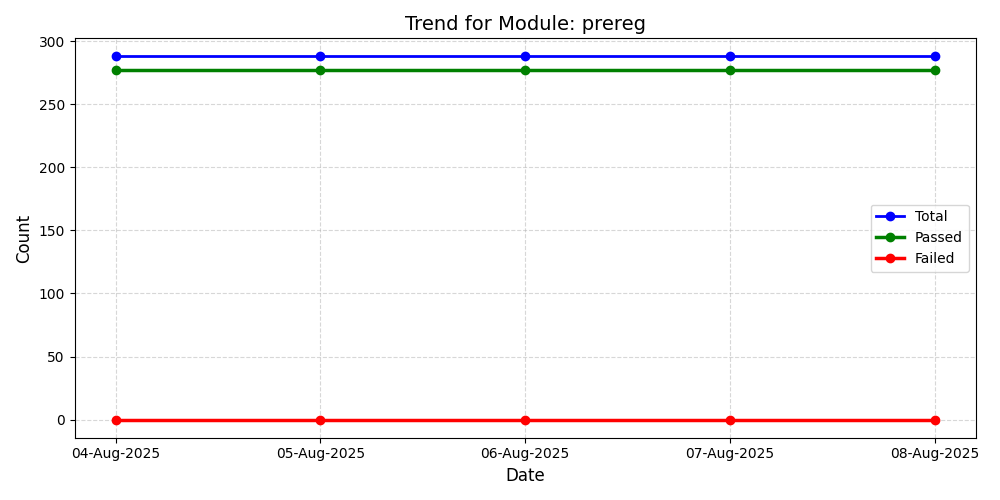 Trend for Module: prereg
300
250
200
150
100
50
0
Count
Total
Passed
Failed
04-Aug-2025
05-Aug-2025
06-Aug-2025
07-Aug-2025
08-Aug-2025
Date